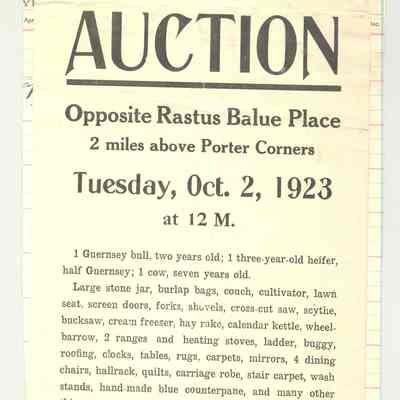 AUCTION
Opposite Rastus Balue Place
2 miles above Porter Corners
Tuesday, Oct. 2, 1923
at 12 M.
1 Guernsey bull, two years old; 1 three-year-old heifer,
half Guernsey; 1 cow, seven years old.
Large stone jar, burlap bags, couch, cultivator, lawn
seat, screen doors, forks, shovels, cross-cut saw, scythe,
bucksaw, cream freezer, hay rake, calendar kettle, wheel-
barrow, 2 ranges and heating stoves, ladder, buggy,
roofing, clocks, tables, rugs, carpets, mirrors, 4 dining
chairs, hallrack, quilts, carriage robe, stair carpet, wash
stands, hand-made blue counterpane, and many other